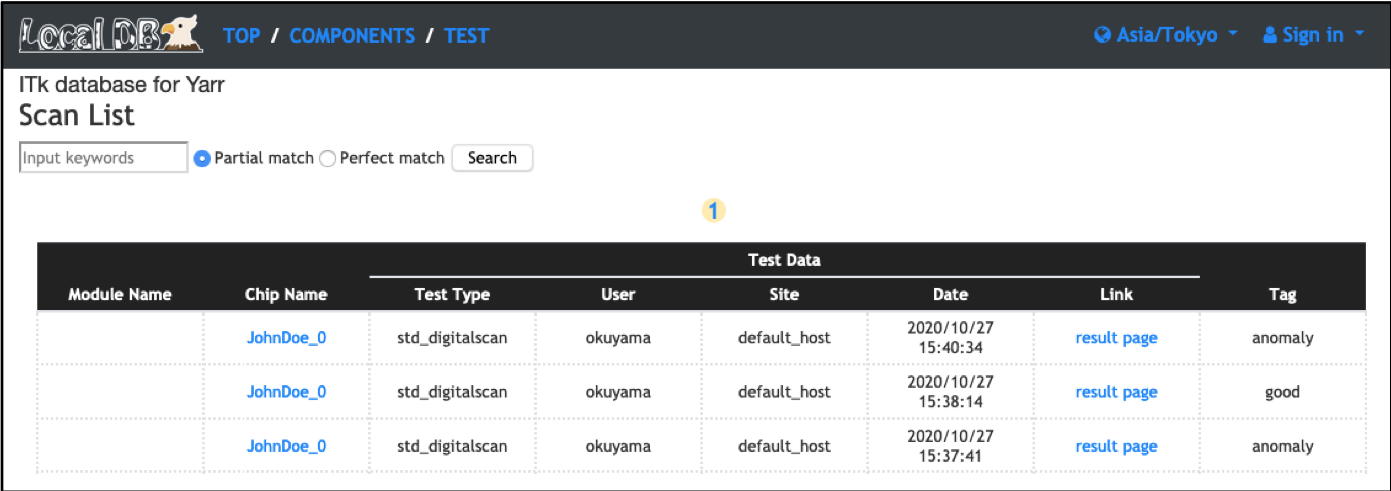 Local DB TOP / COMPONENTS / TEST Asia/Tokyo Sign in
ITk database for Yarr
Scan List
Input keywords Partial match Perfect match Search
1
Test Data
Module Name Chip Name Test Type User Site Date Link Tag
JohnDoe_0 std_digitalscan okuyama default_host 2020/10/27 15:40:34 result page anomaly
JohnDoe_0 std_digitalscan okuyama default_host 2020/10/27 15:38:14 result page good
JohnDoe_0 std_digitalscan okuyama default_host 2020/10/27 15:37:41 result page anomaly